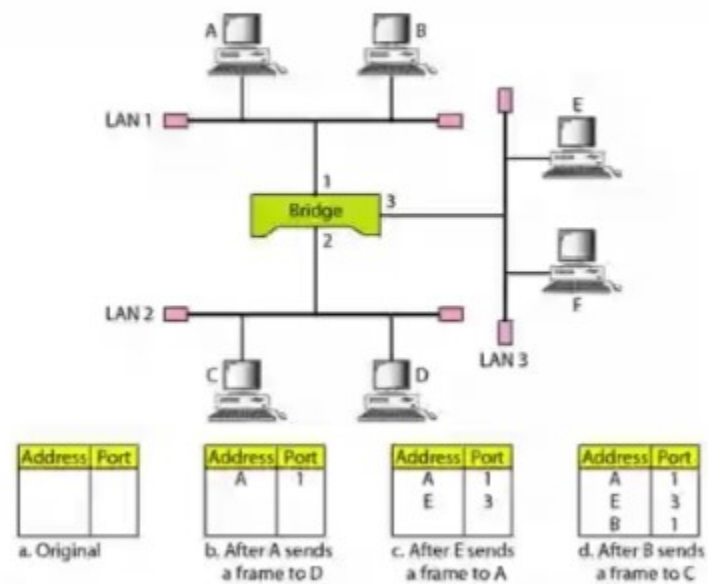 A
B
LAN 1
E
1
3
Bridge
2
F
LAN 2
LAN 3
C
D
Address Port
a. Original
Address Port
A 1
b. After A sends
a frame to D
Address Port
A 1
E 3
c. After E sends
a frame to A
Address Port
A 1
E 3
B 1
d. After B sends
a frame to C